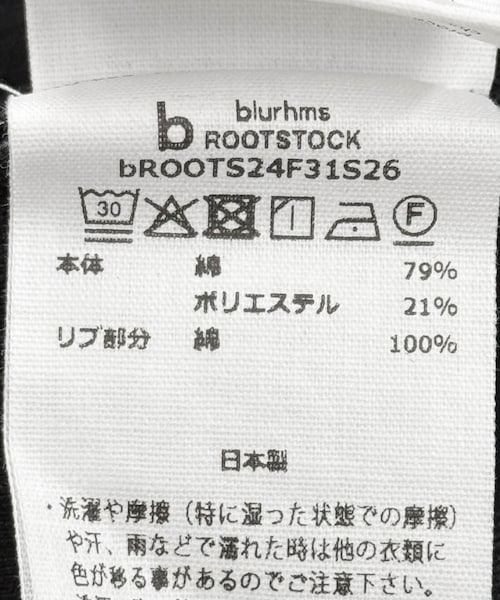 b blurhms
ROOTSTOCK
bROOTS24F31S26
30 F
本体 綿 79%
ポリエステル 21%
リブ部分 綿 100%
日本製
・洗濯や摩擦（特に湿った状態での摩擦）
や汗、雨などで濡れた時は他の衣類に
色が移る事があるのでご注意下さい。